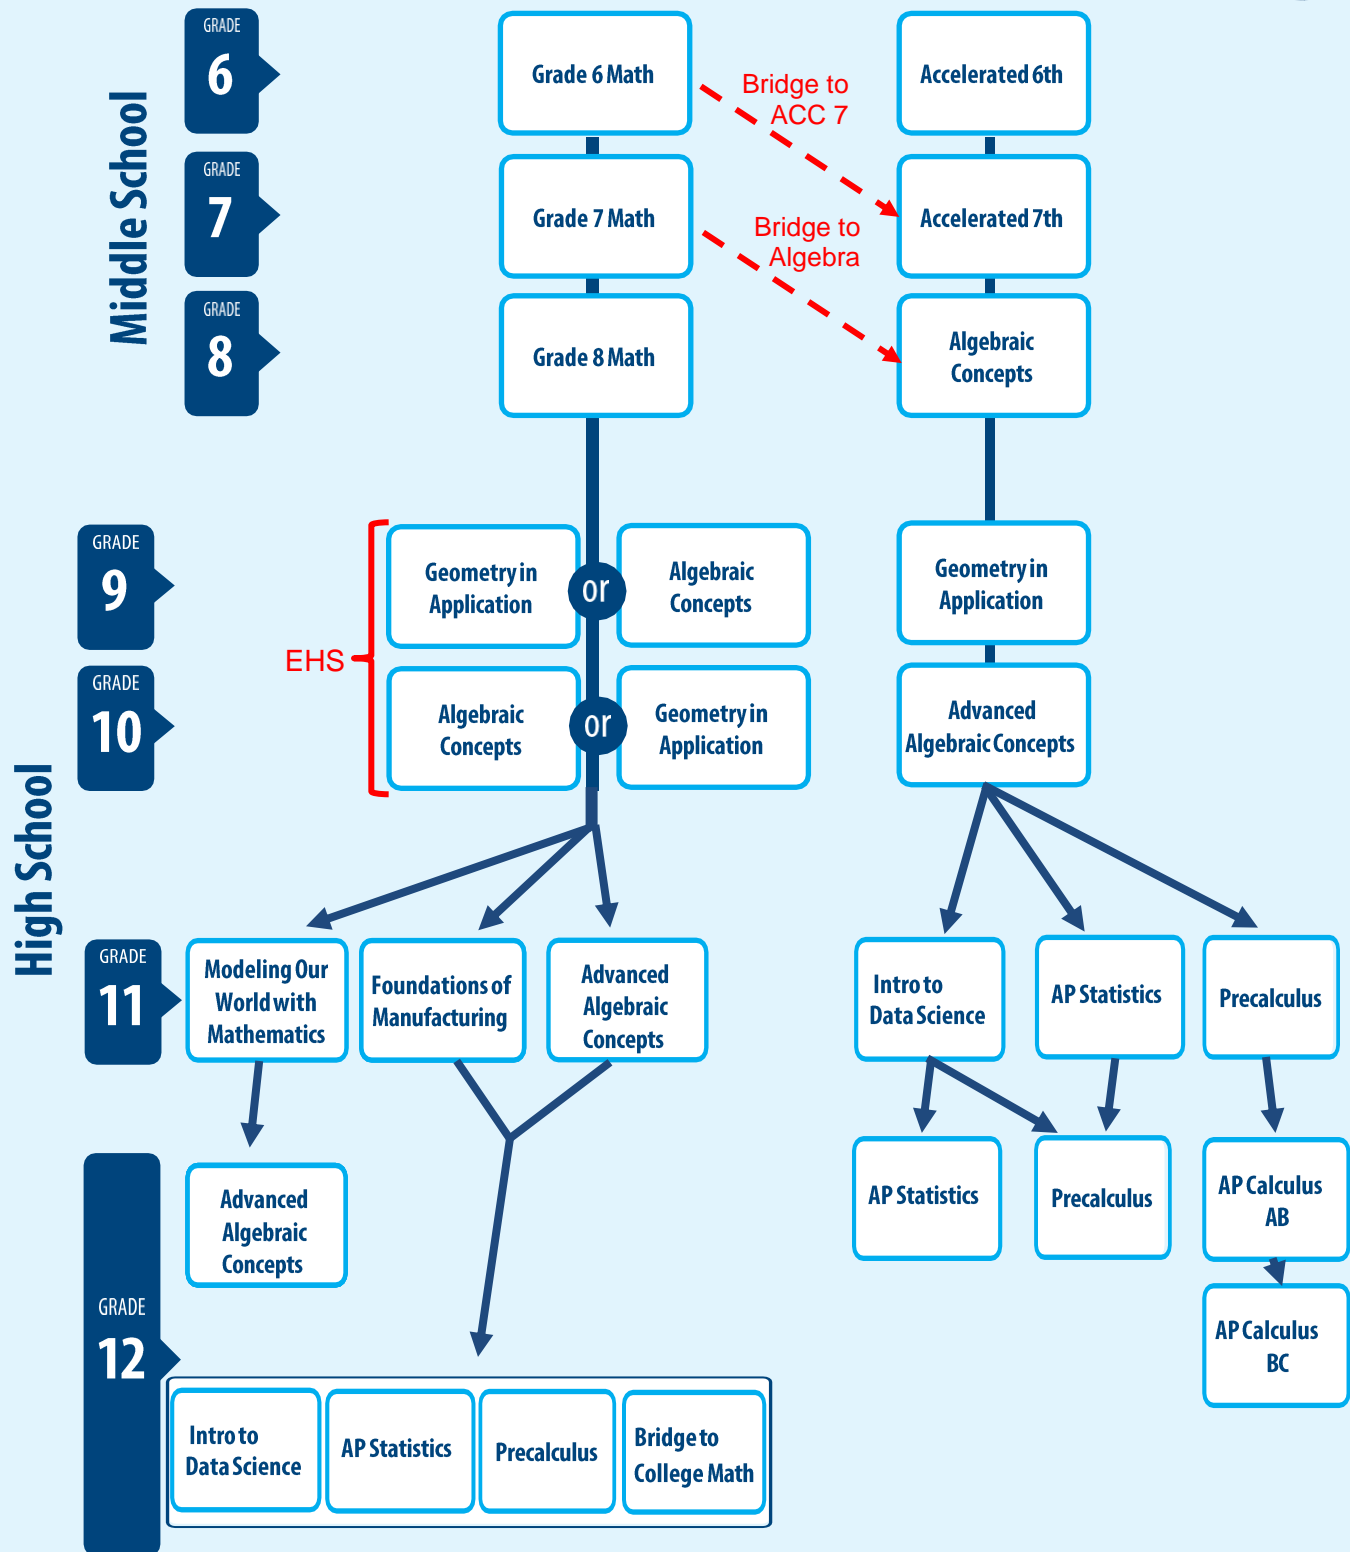 Middle School
GRADE
6
Grade 6 Math
Bridge to
ACC 7
Accelerated 6th
GRADE
7
Grade 7 Math
Bridge to
Algebra
Accelerated 7th
GRADE
8
Grade 8 Math
Algebraic
Concepts
High School
GRADE
9
Geometry in
Application
or
Algebraic
Concepts
Geometry in
Application
EHS
GRADE
10
Algebraic
Concepts
or
Geometry in
Application
Advanced
Algebraic Concepts
GRADE
11
Modeling Our
World with
Mathematics
Foundations of
Manufacturing
Advanced
Algebraic
Concepts
Intro to
Data Science
AP Statistics
Precalculus
GRADE
12
Advanced
Algebraic
Concepts
AP Statistics
Precalculus
AP Calculus
AB
AP Calculus
BC
Intro to
Data Science
AP Statistics
Precalculus
Bridge to
College Math